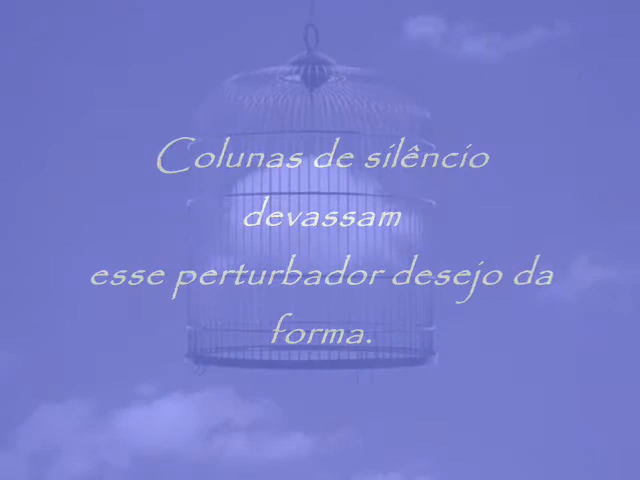 Colunas de silêncio
devassam
esse perturbador desejo da
forma.